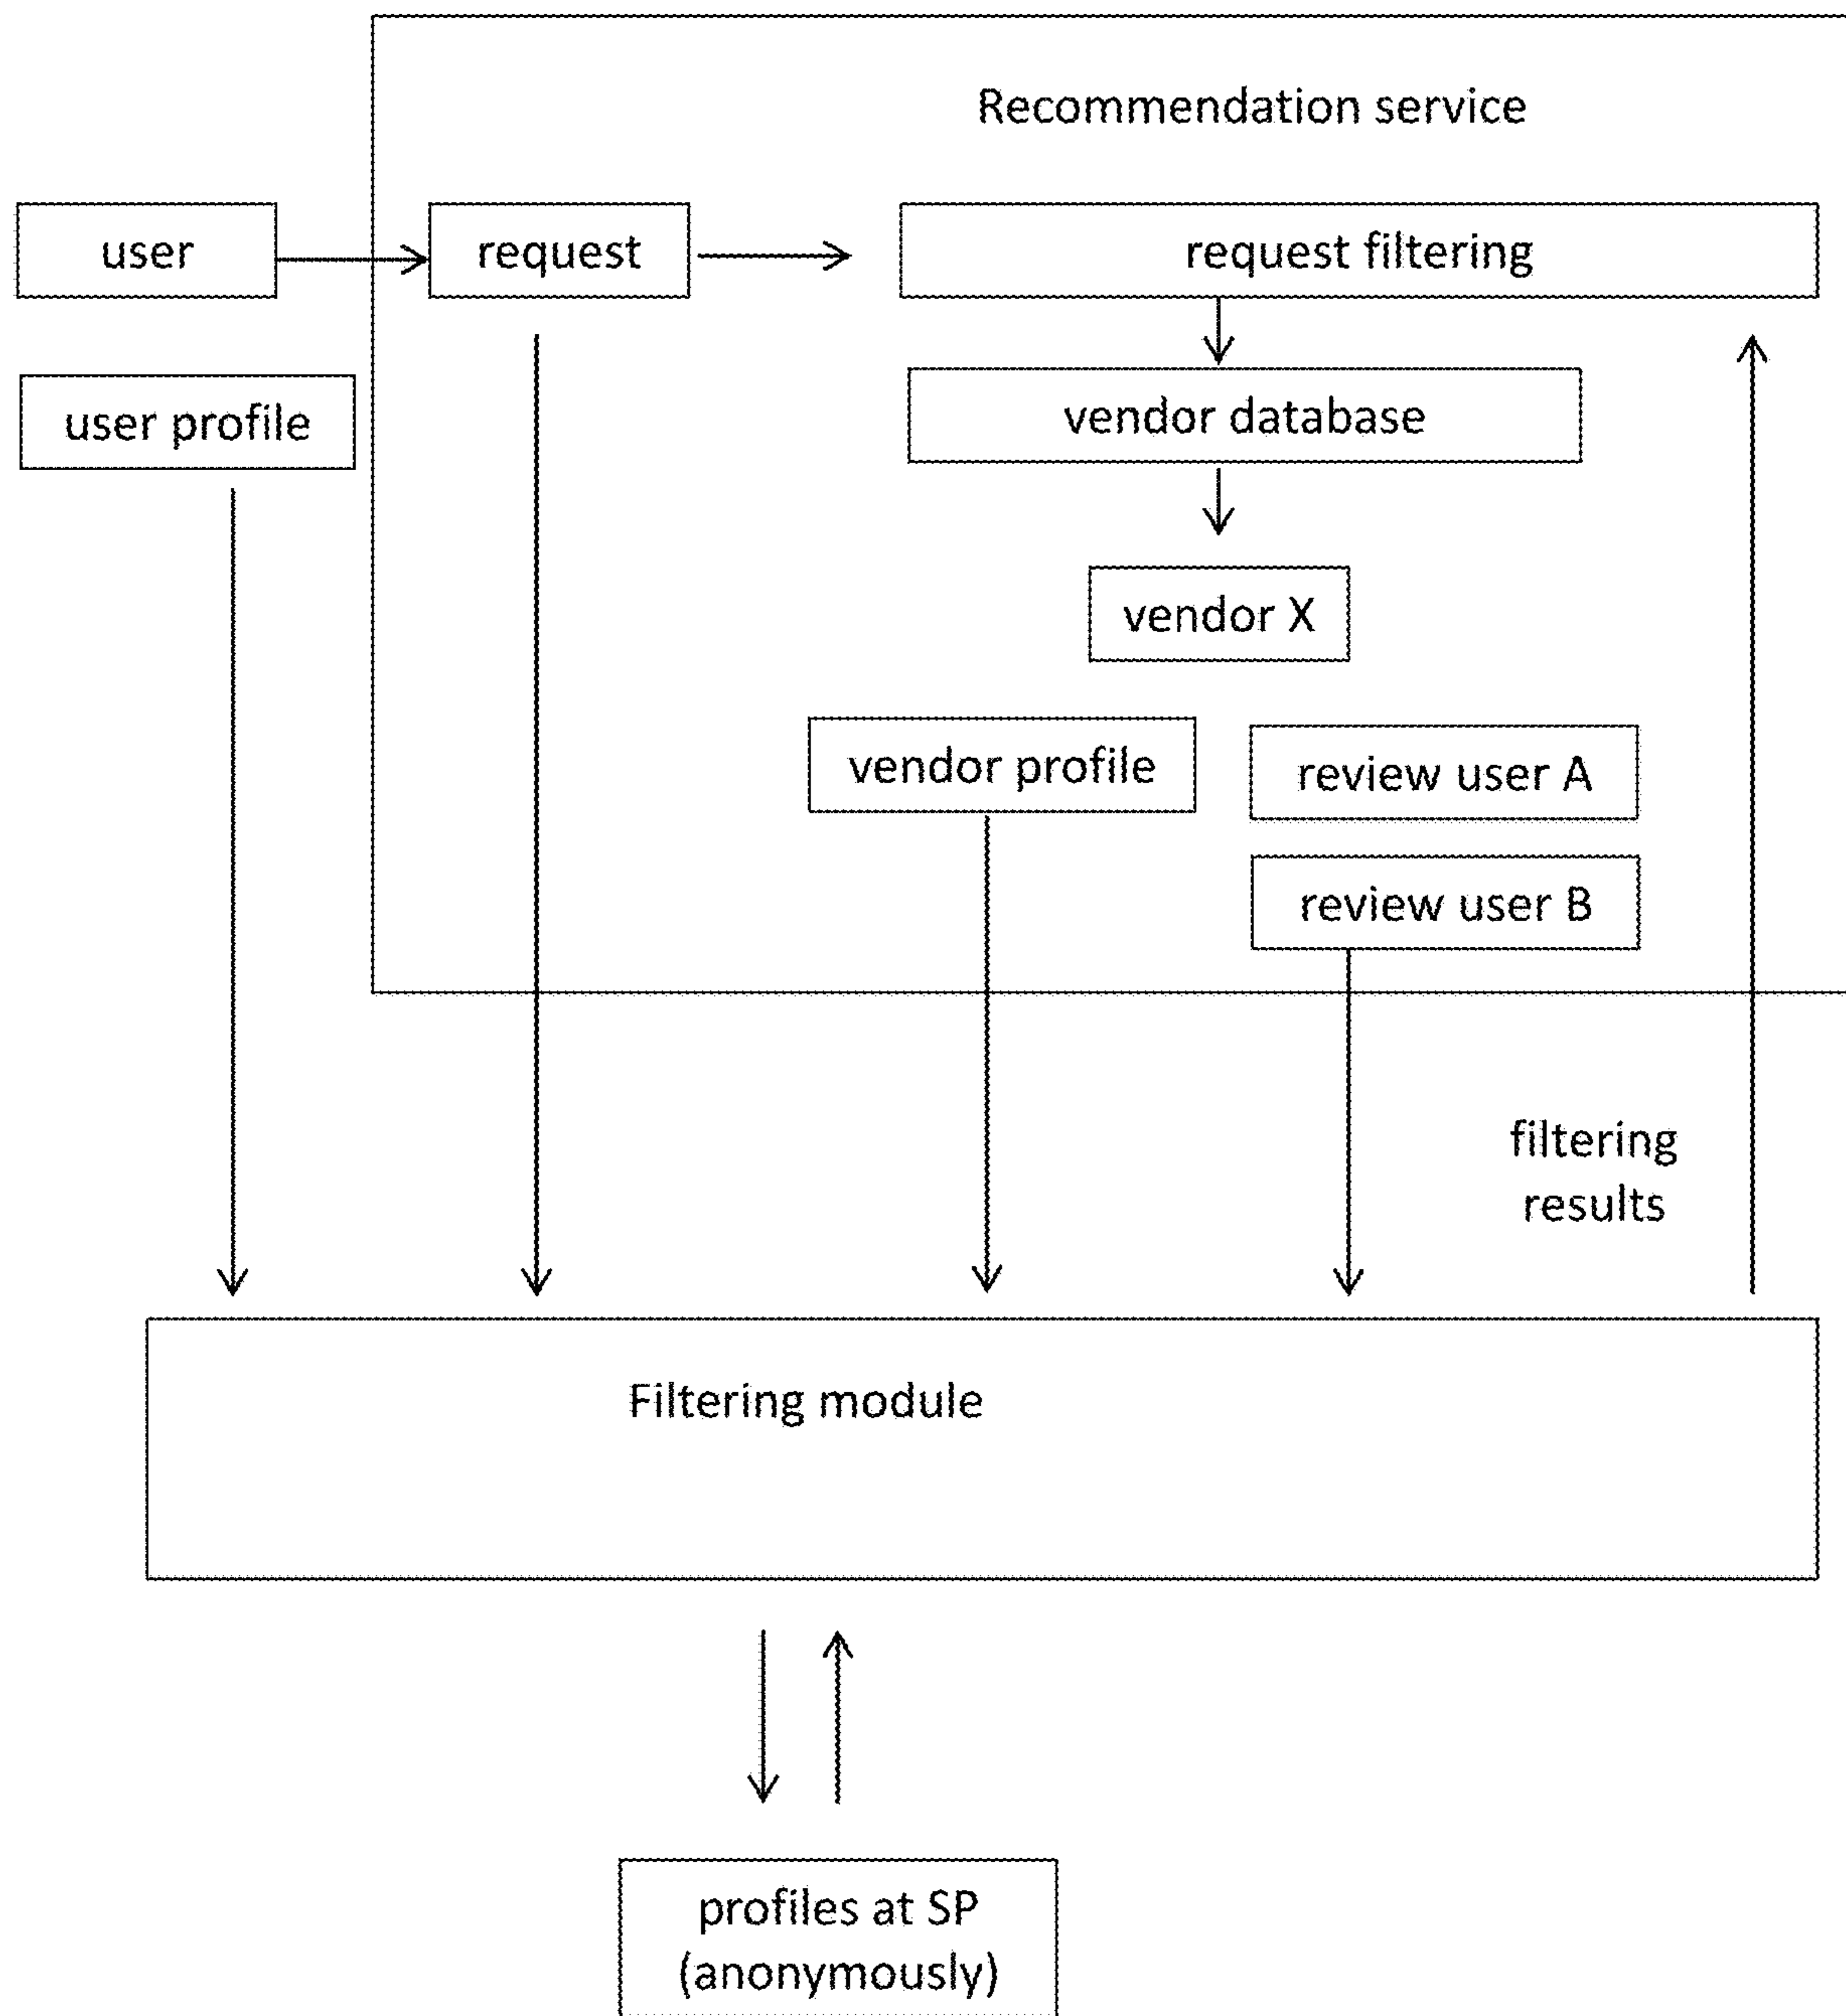 Recommendation service
user
request
request filtering
user profile
vendor database
vendor X
vendor profile
review user A
review user B
filtering
results
Filtering module
profiles at SP
(anonymously)